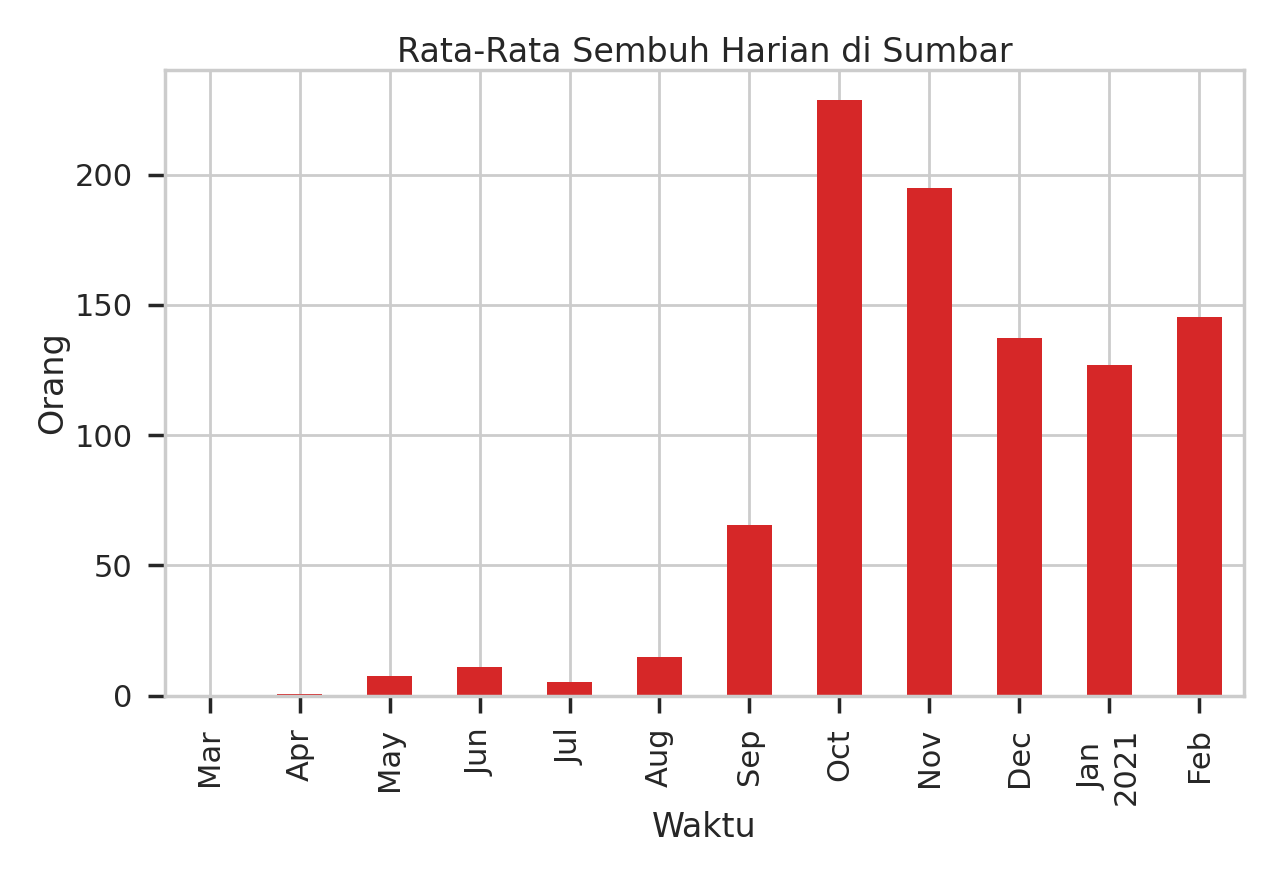 Rata-Rata Sembuh Harian di Sumbar
Orang
200
150
100
50
0
Mar
Apr
May
Jun
Jul
Aug
Sep
Oct
Nov
Dec
Jan
2021
Feb
Waktu